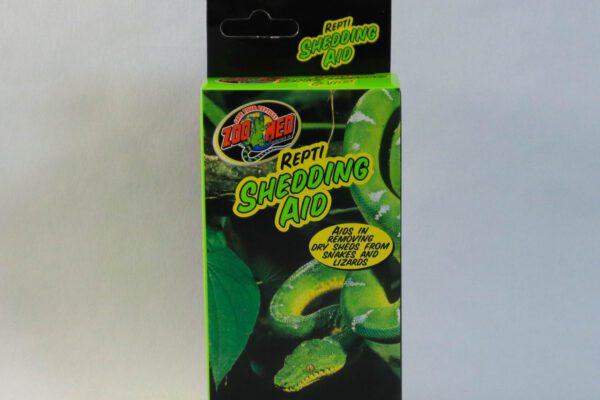 REPTI
SHEDDING
AID
ZOO MED
REPTI
SHEDDING
AID
AIDS IN
REMOVING
DRY SHEDS FROM
SNAKES AND
LIZARDS